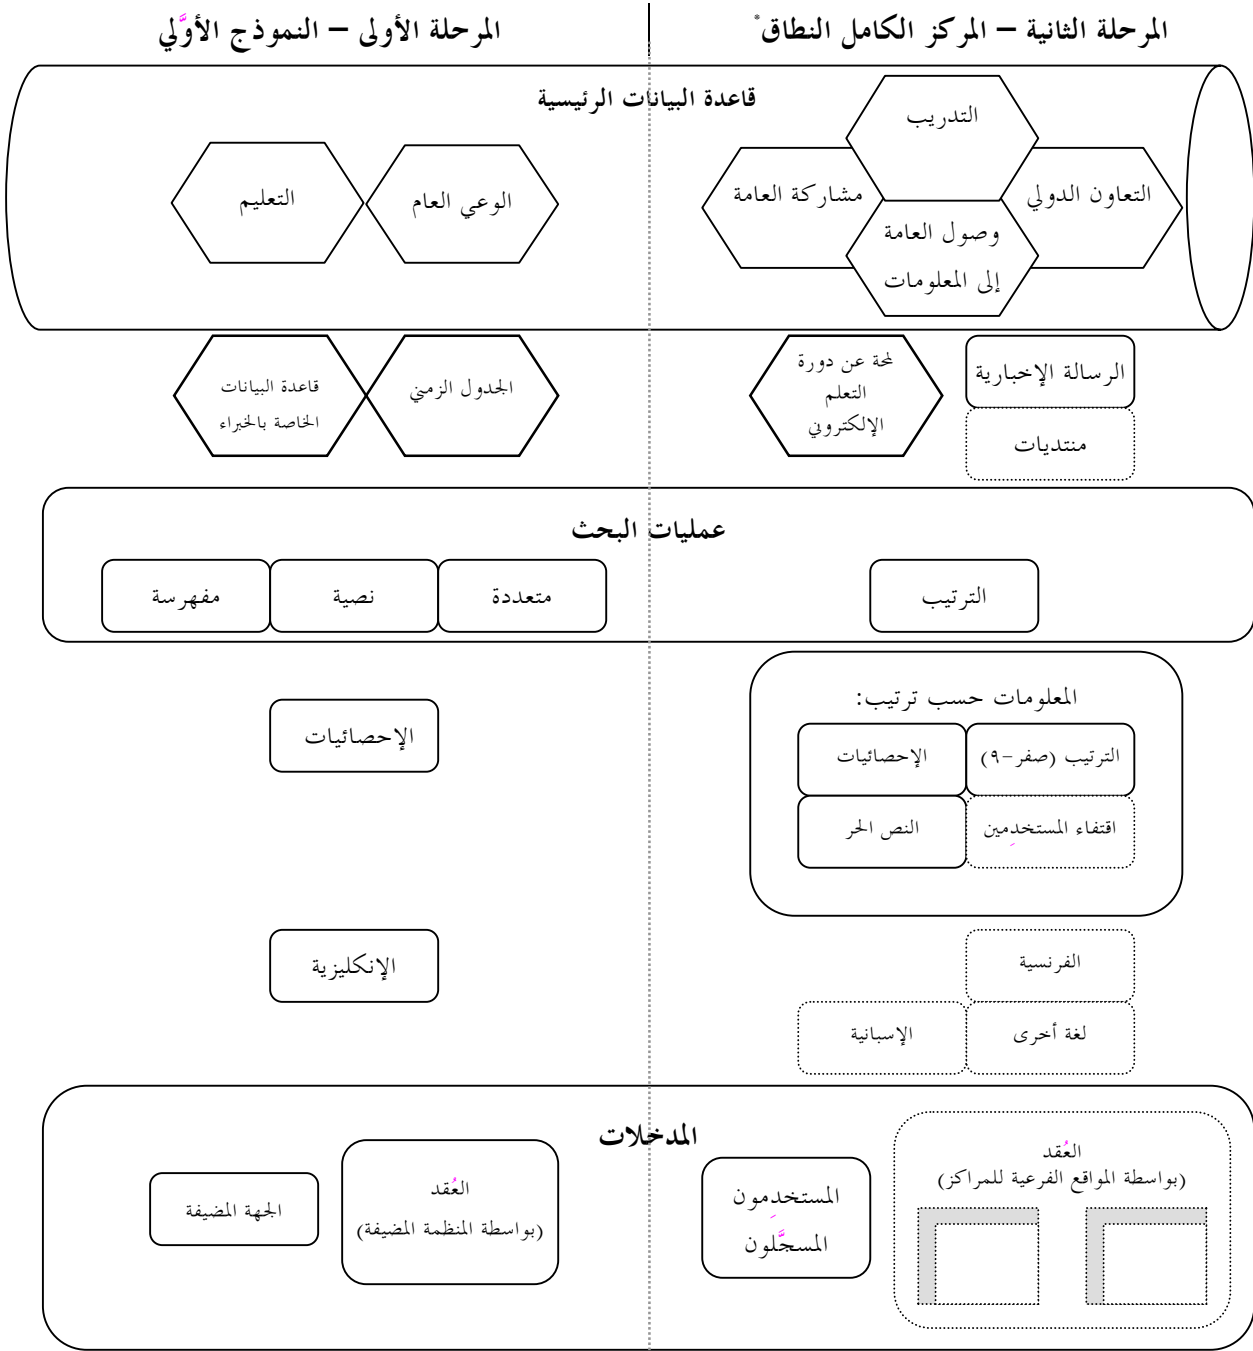 المرحلة الثانية – المركز الكامل النطاق*
المرحلة الأولى – النموذج الأوَّلي
قاعدة البيانات الرئيسية
التدريب
التعاون الدولي
مشاركة العامة
وصول العامة
إلى المعلومات
الوعي العام
التعليم
الرسالة الإخبارية
منتديات
لمحة عن دورة
التعلم
الإلكتروني
الجدول الزمني
قاعدة البيانات
الخاصة بالخبراء
عمليات البحث
الترتيب
متعددة
نصية
مفهرسة
المعلومات حسب ترتيب:
الترتيب (صفر-٩)
الإحصائيات
اقتفاء المستخدِمين
النص الحر
الإحصائيات
الفرنسية
لغة أخرى
الإسبانية
الإنكليزية
المدخلات
العُقد
(بواسطة المواقع الفرعية للمراكز)
المستخدِمون
المسجَّلون
العُقد
(بواسطة المنظمة المضيفة)
الجهة المضيفة